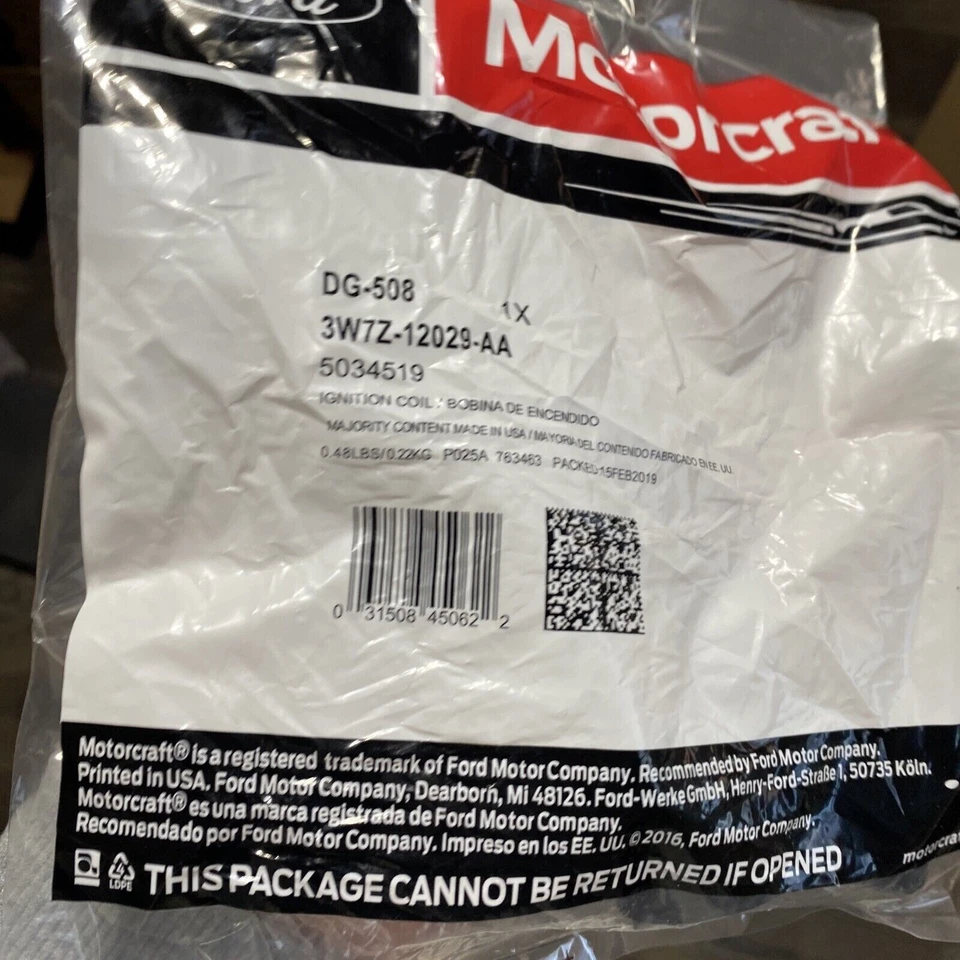 Ford
Motorcraft
DG-508
1X
3W7Z-12029-AA
5034519
IGNITION COIL / BOBINA DE ENCENDIDO
MAJORITY CONTENT MADE IN USA / MAYORIA DEL CONTENIDO FABRICADO EN EE. UU.
0.48LBS/0.22KG P025A 763463 PACKED 15FEB2019
0 31508 45062 2
Motorcraft® is a registered trademark of Ford Motor Company. Recommended by Ford Motor Company.
Printed in USA. Ford Motor Company, Dearborn, Mi 48126. Ford-Werke GmbH, Henry-Ford-Straße 1, 50735 Köln.
Motorcraft® es una marca registrada de Ford Motor Company.
Recomendado por Ford Motor Company. Impreso en los EE. UU. © 2016, Ford Motor Company.
4
LDPE
THIS PACKAGE CANNOT BE RETURNED IF OPENED
motorcraf